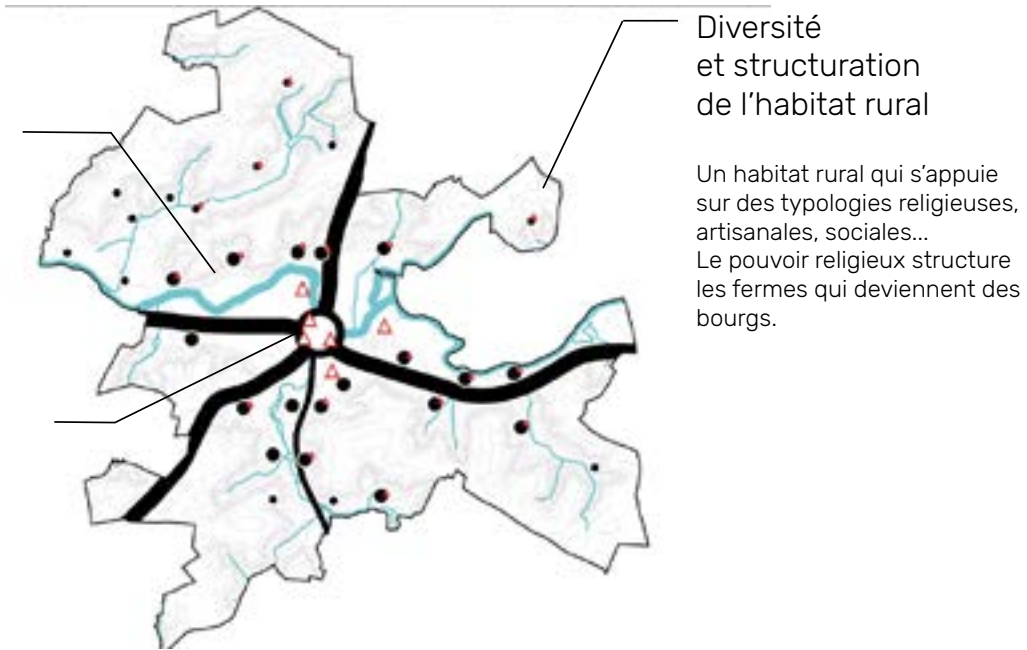 Diversité
et structuration
de l'habitat rural
Un habitat rural qui s'appuie
sur des typologies religieuses,
artisanales, sociales...
Le pouvoir religieux structure
les fermes qui deviennent des
bourgs.